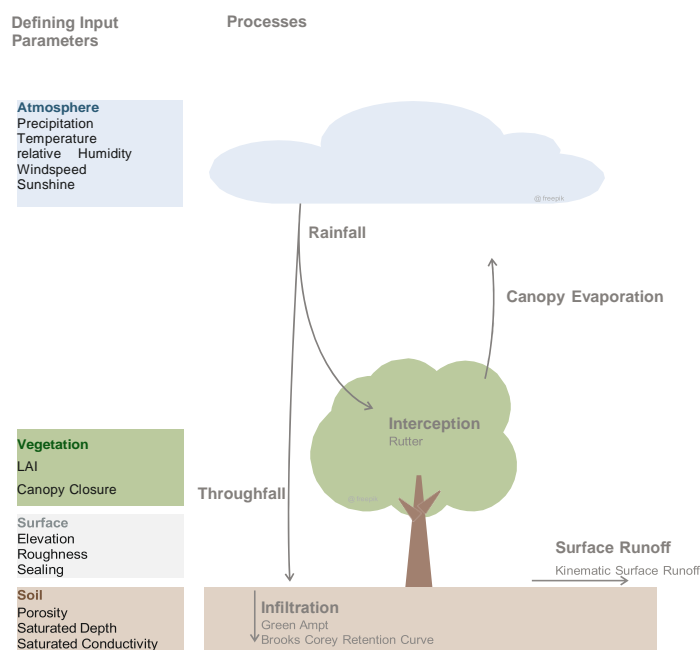 Defining Input
Parameters
Processes
Atmosphere
Precipitation
Temperature
relative Humidity
Windspeed
Sunshine
@ freepik
Rainfall
Canopy Evaporation
Interception
Rutter
Vegetation
LAI
Canopy Closure
Throughfall
@ freepik
Surface
Elevation
Roughness
Sealing
Surface Runoff
Kinematic Surface Runoff
Soil
Porosity
Saturated Depth
Saturated Conductivity
Infiltration
Green Ampt
Brooks Corey Retention Curve